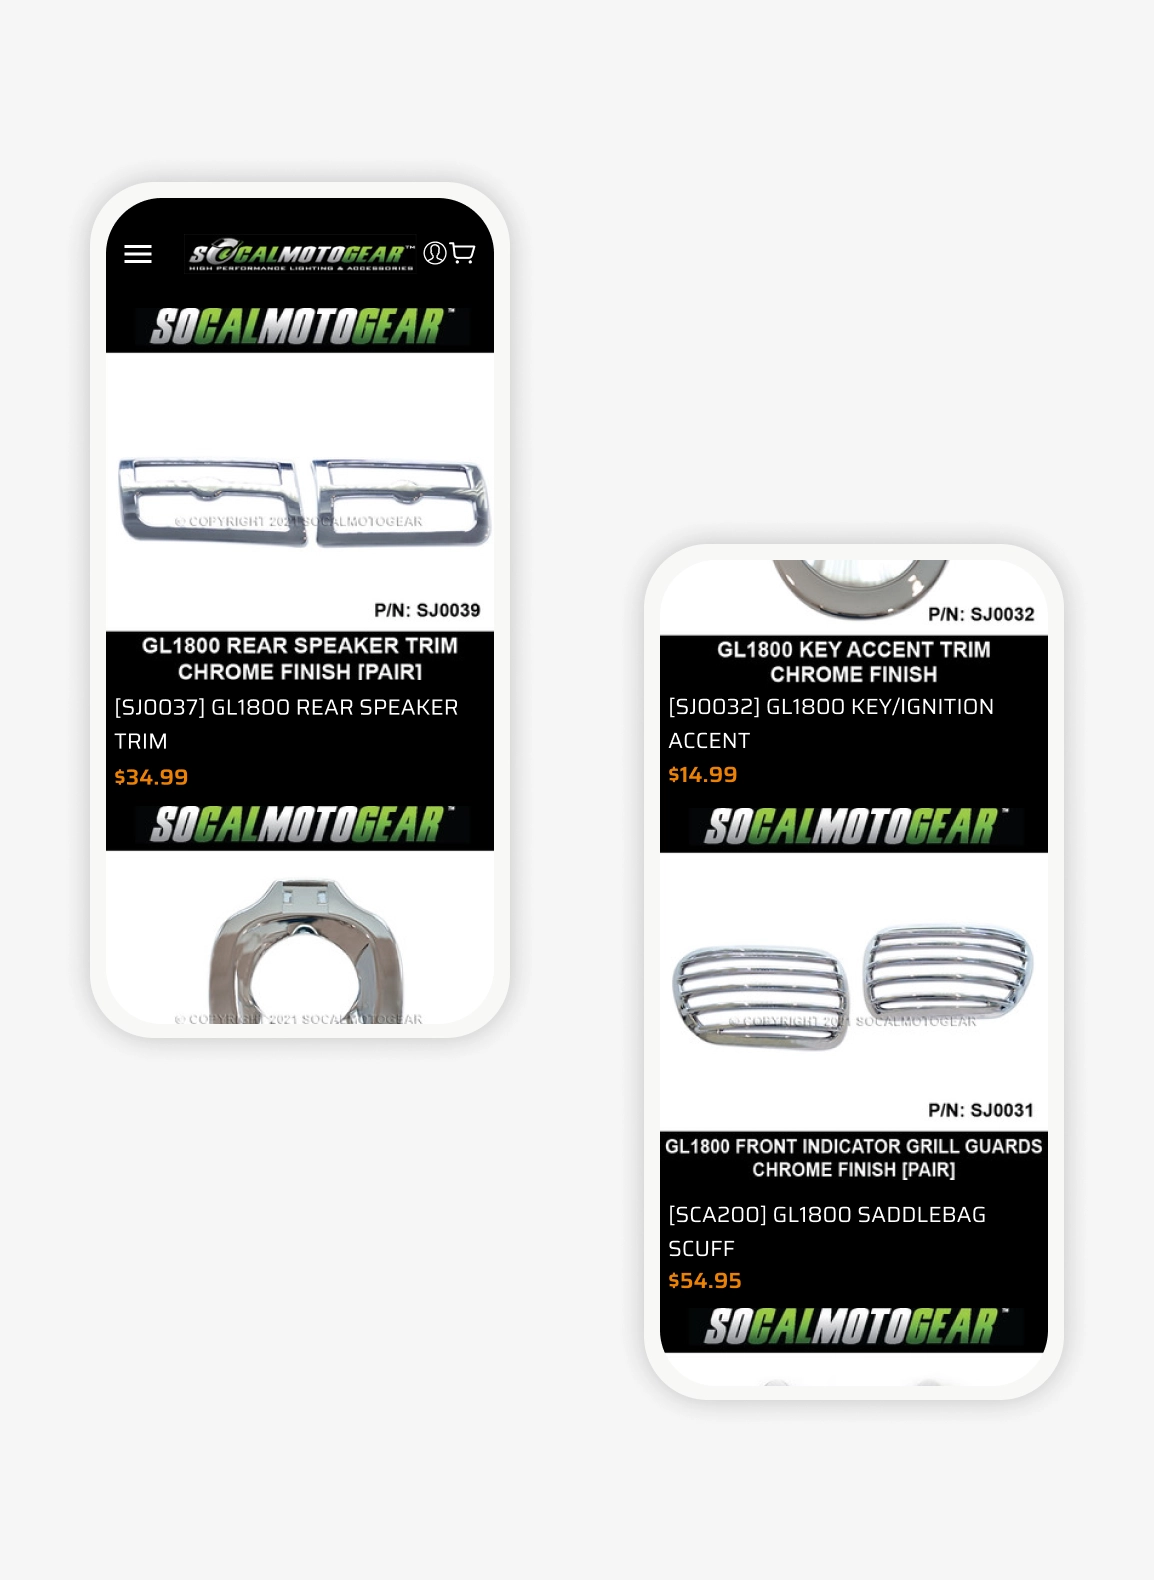 SOCALMOTOGEAR™
HIGH PERFORMANCE LIGHTING & ACCESSORIES
SOCALMOTOGEAR™
© COPYRIGHT 2021 SOCALMOTOGEAR
P/N: SJ0039
GL1800 REAR SPEAKER TRIM
CHROME FINISH [PAIR]
[SJ0037] GL1800 REAR SPEAKER
TRIM
$34.99
SOCALMOTOGEAR™
© COPYRIGHT 2021 SOCALMOTOGEAR
P/N: SJ0032
GL1800 KEY ACCENT TRIM
CHROME FINISH
[SJ0032] GL1800 KEY/IGNITION
ACCENT
$14.99
SOCALMOTOGEAR™
© COPYRIGHT 2021 SOCALMOTOGEAR
P/N: SJ0031
GL1800 FRONT INDICATOR GRILL GUARDS
CHROME FINISH [PAIR]
[SCA200] GL1800 SADDLEBAG
SCUFF
$54.95
SOCALMOTOGEAR™